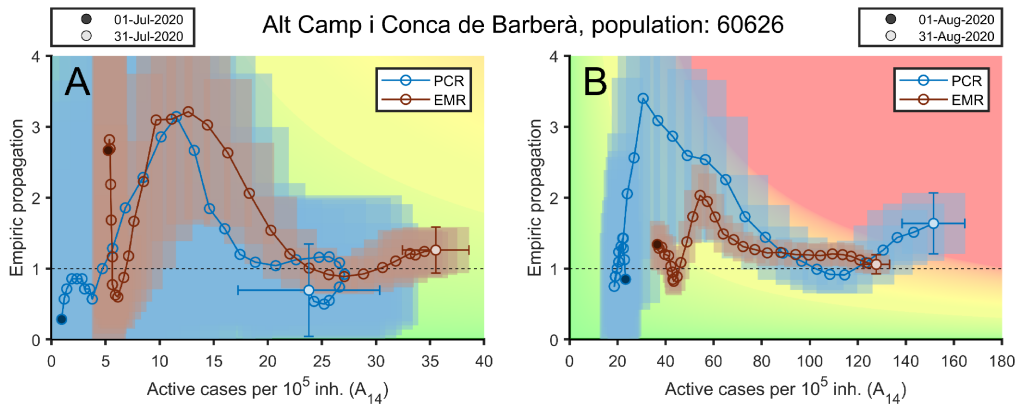 01-Jul-2020
31-Jul-2020
Alt Camp i Conca de Barberà, population: 60626
01-Aug-2020
31-Aug-2020
A
PCR
EMR
4
3
2
1
0
Empiric propagation
0 5 10 15 20 25 30 35 40
Active cases per 10⁵ inh. (A₁₄)
B
PCR
EMR
4
3
2
1
0
Empiric propagation
0 20 40 60 80 100 120 140 160 180
Active cases per 10⁵ inh. (A₁₄)